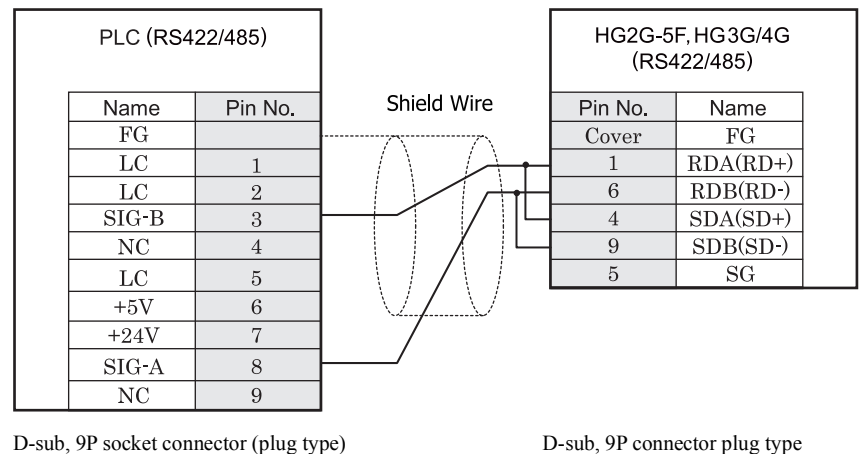 PLC (RS422/485)
Name Pin No.
FG
LC 1
LC 2
SIG-B 3
NC 4
LC 5
+5V 6
+24V 7
SIG-A 8
NC 9
D-sub, 9P socket connector (plug type)
Shield Wire
HG2G-5F, HG3G/4G
(RS422/485)
Pin No. Name
Cover FG
1 RDA(RD+)
6 RDB(RD-)
4 SDA(SD+)
9 SDB(SD-)
5 SG
D-sub, 9P connector plug type